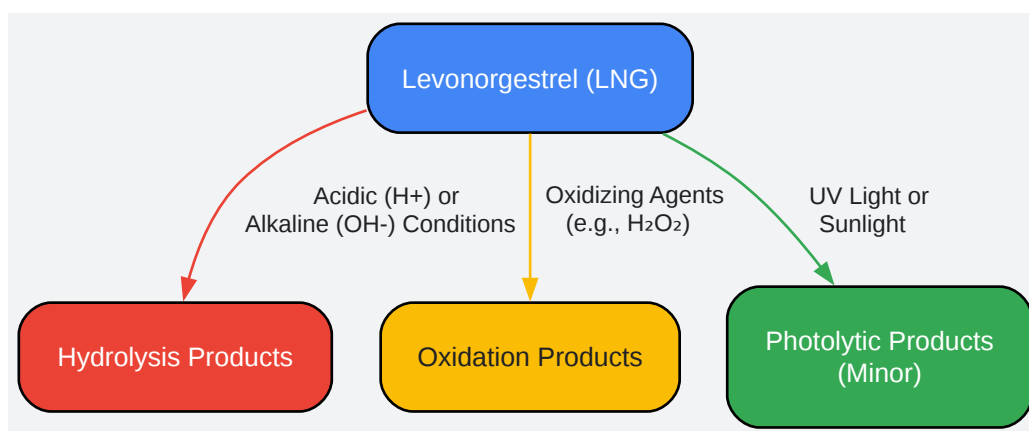 Levonorgestrel (LNG)
Acidic (H+) or
Alkaline (OH-) Conditions
Oxidizing Agents
(e.g., H₂O₂)
UV Light or
Sunlight
Hydrolysis Products
Oxidation Products
Photolytic Products
(Minor)